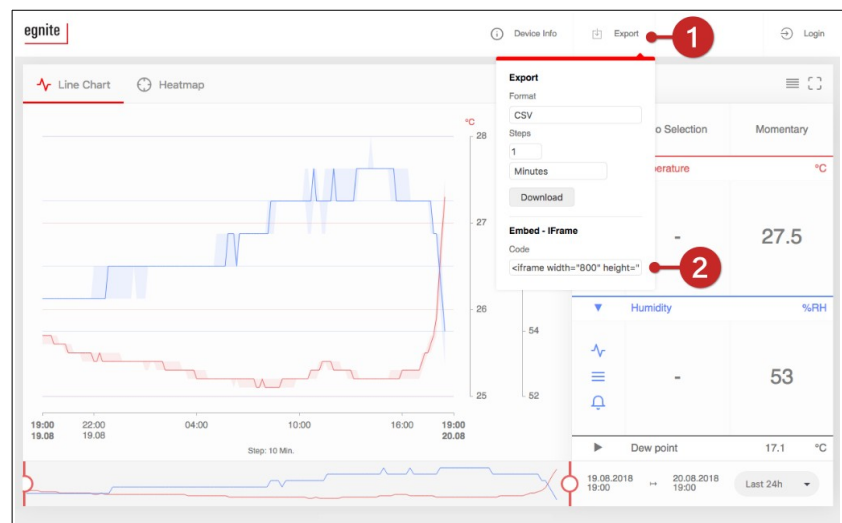 egnite
Device Info
Export
1
Login
Line Chart
Heatmap
Export
Format
CSV
Steps
1
Minutes
Download
Embed - IFrame
Code
<iframe width="800" height="
2
°C
28
27
26
25
54
52
o Selection
Momentary
perature
°C
-
27.5
Humidity
%RH
-
53
Dew point
17.1
°C
19:00
22:00
04:00
10:00
16:00
19:00
19.08
19.08
20.08
Step: 10 Min.
19.08.2018
19:00
20.08.2018
19:00
Last 24h